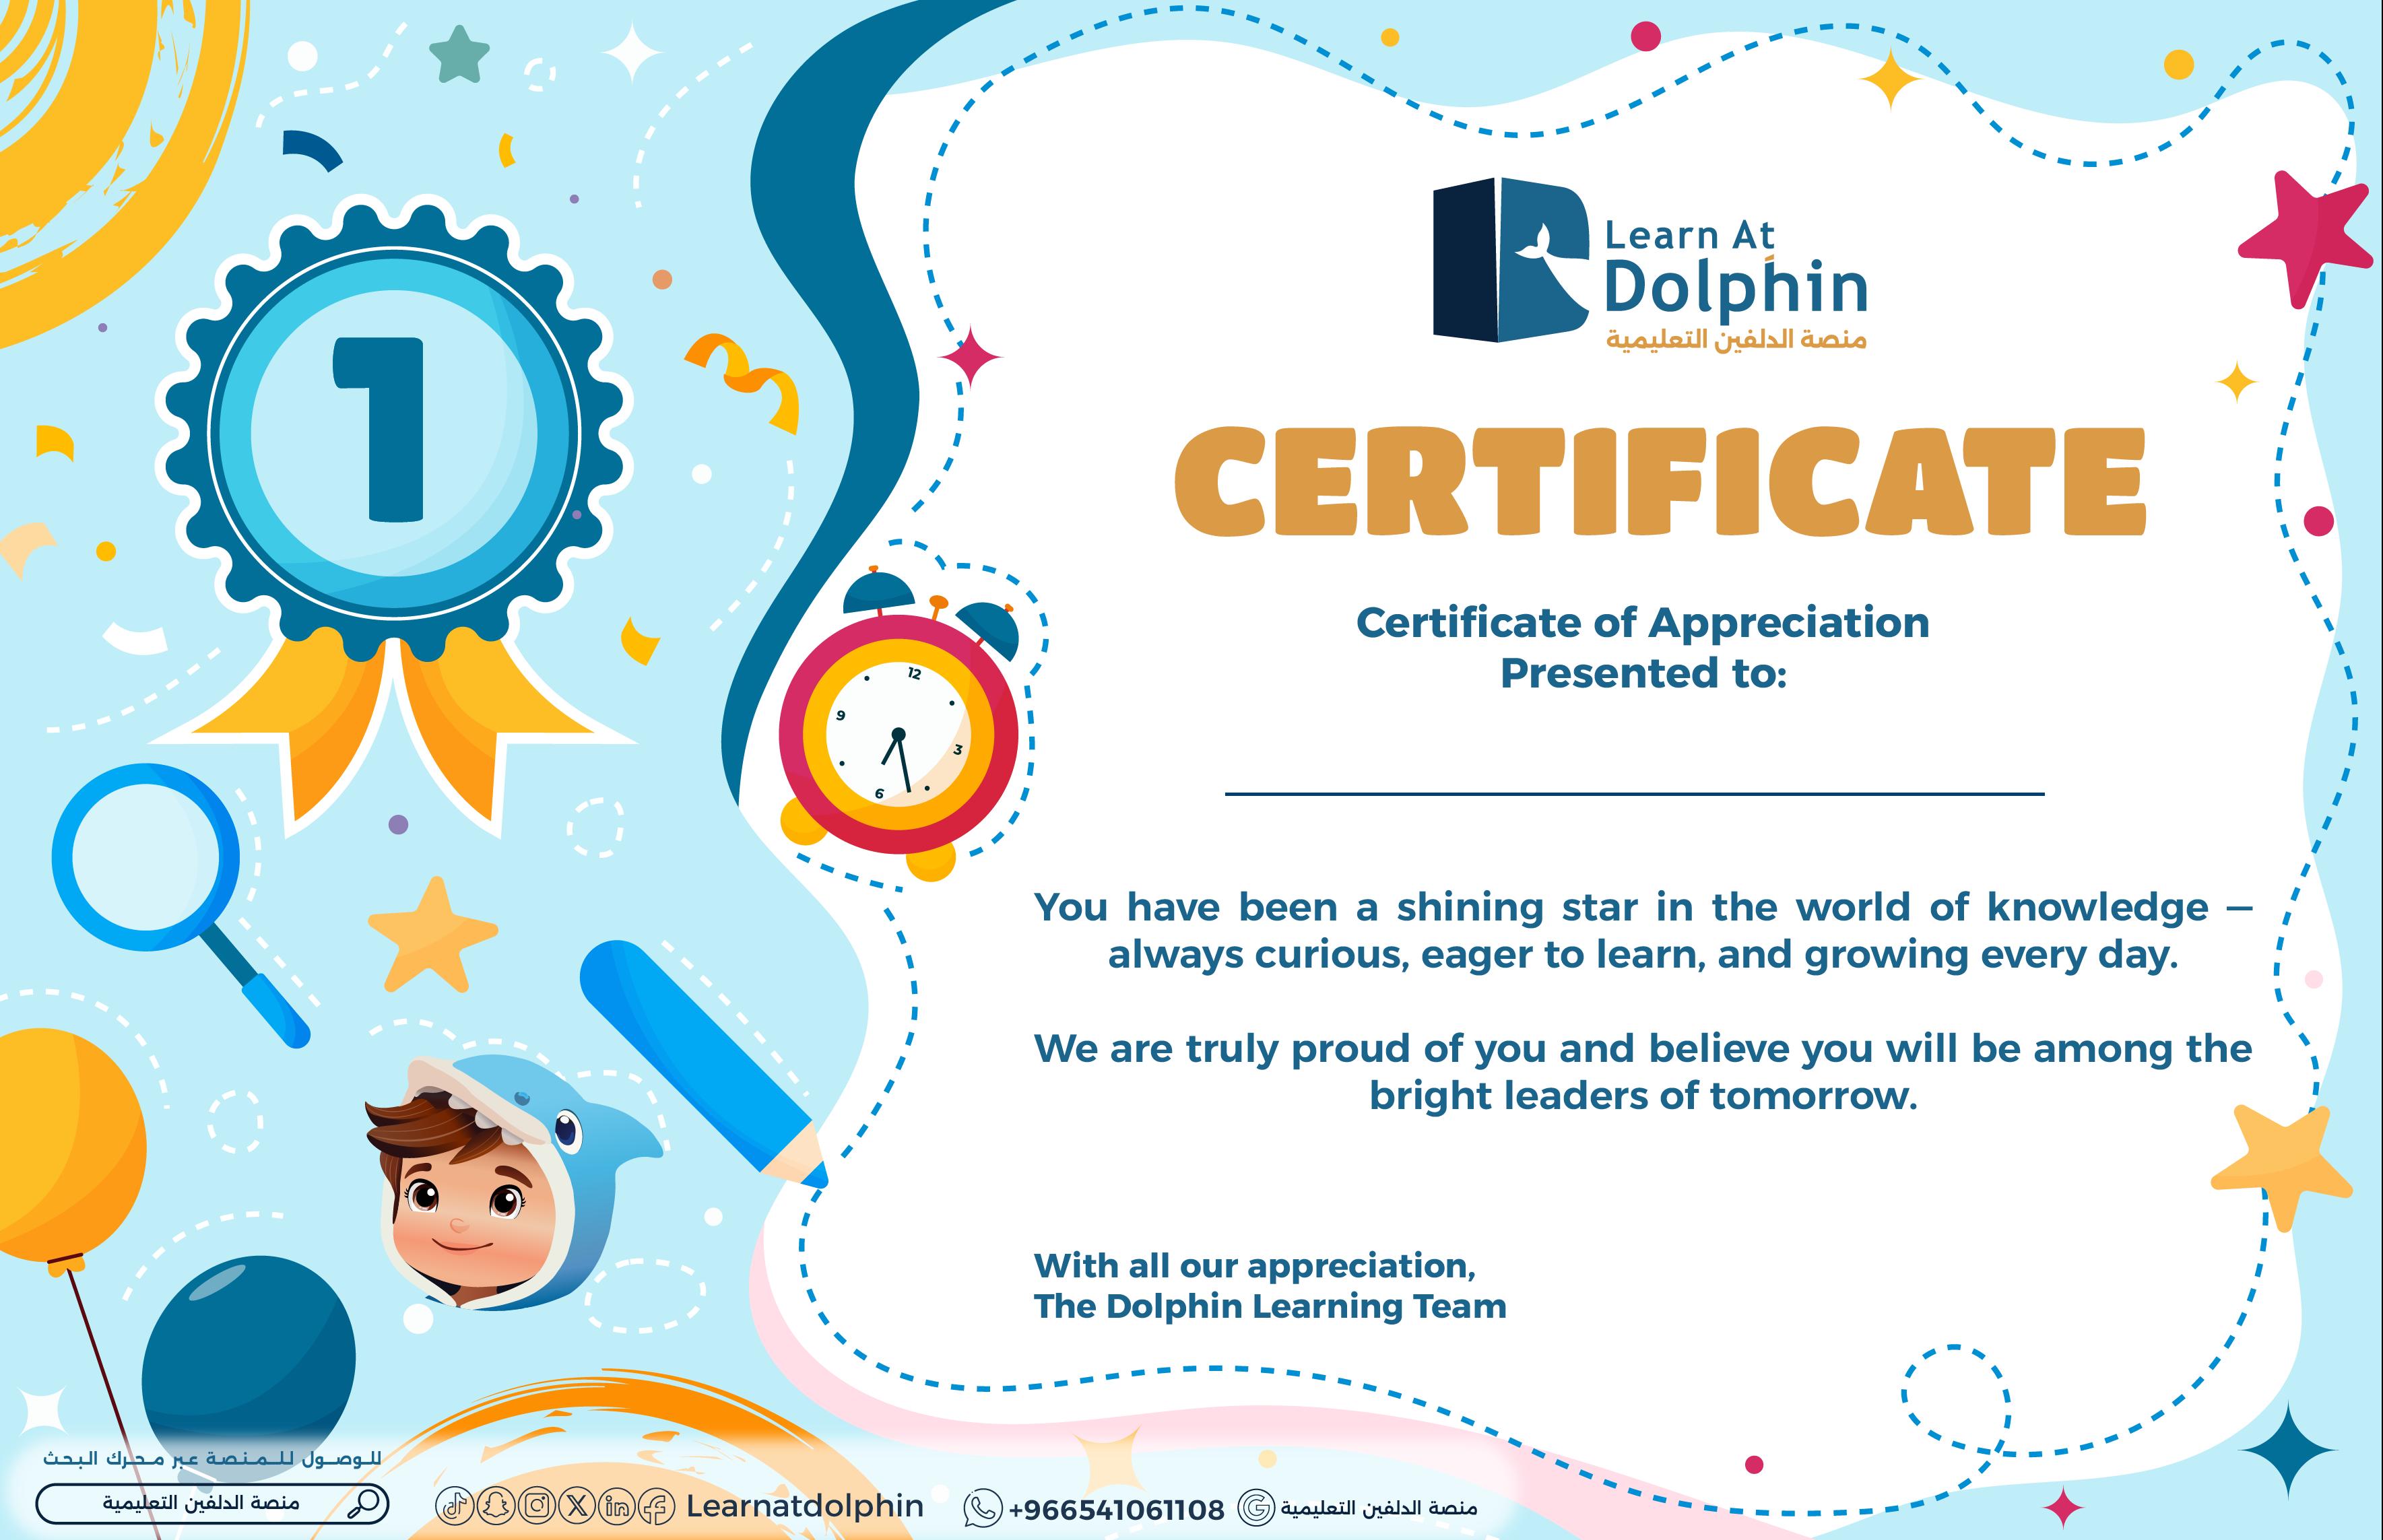 1
Learn At
Dolphin
منصة الدلفين التعليمية
CERTIFICATE
Certificate of Appreciation
Presented to:
12
9
3
6
You have been a shining star in the world of knowledge –
always curious, eager to learn, and growing every day.
We are truly proud of you and believe you will be among the
bright leaders of tomorrow.
With all our appreciation,
The Dolphin Learning Team
للوصول للمنصة عبر محرك البحث
منصة الدلفين التعليمية
Learnatdolphin
+966541061108
منصة الدلفين التعليمية